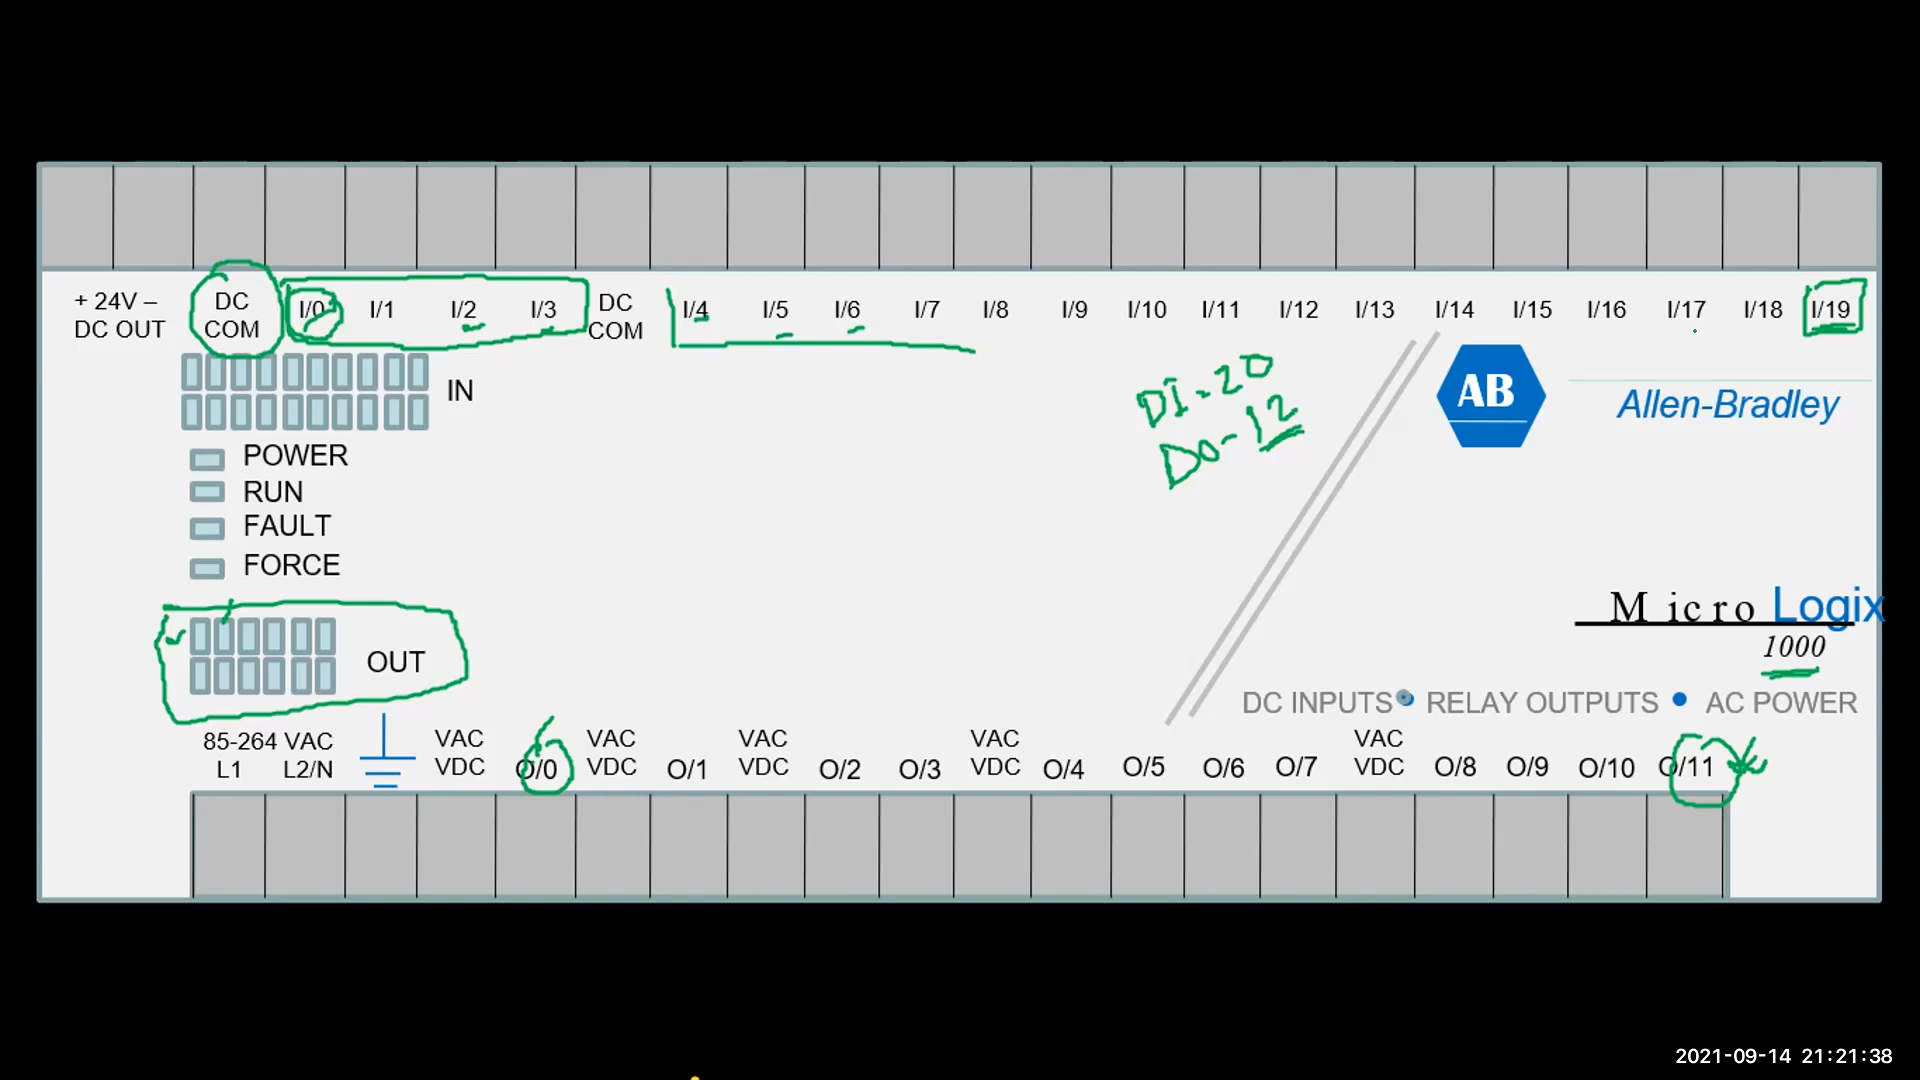 + 24V – DC COM I/0 I/1 I/2 I/3 DC COM I/4 I/5 I/6 I/7 I/8 I/9 I/10 I/11 I/12 I/13 I/14 I/15 I/16 I/17 I/18 I/19
DC OUT
IN
DI-20
DO-12
AB
Allen-Bradley
POWER
RUN
FAULT
FORCE
OUT
Micro Logix
1000
DC INPUTS • RELAY OUTPUTS • AC POWER
85-264 VAC VAC VAC VAC VAC VAC
L1 L2/N VDC O/0 VDC O/1 VDC O/2 O/3 VDC O/4 O/5 O/6 O/7 VDC O/8 O/9 O/10 O/11
2021-09-14 21:21:38